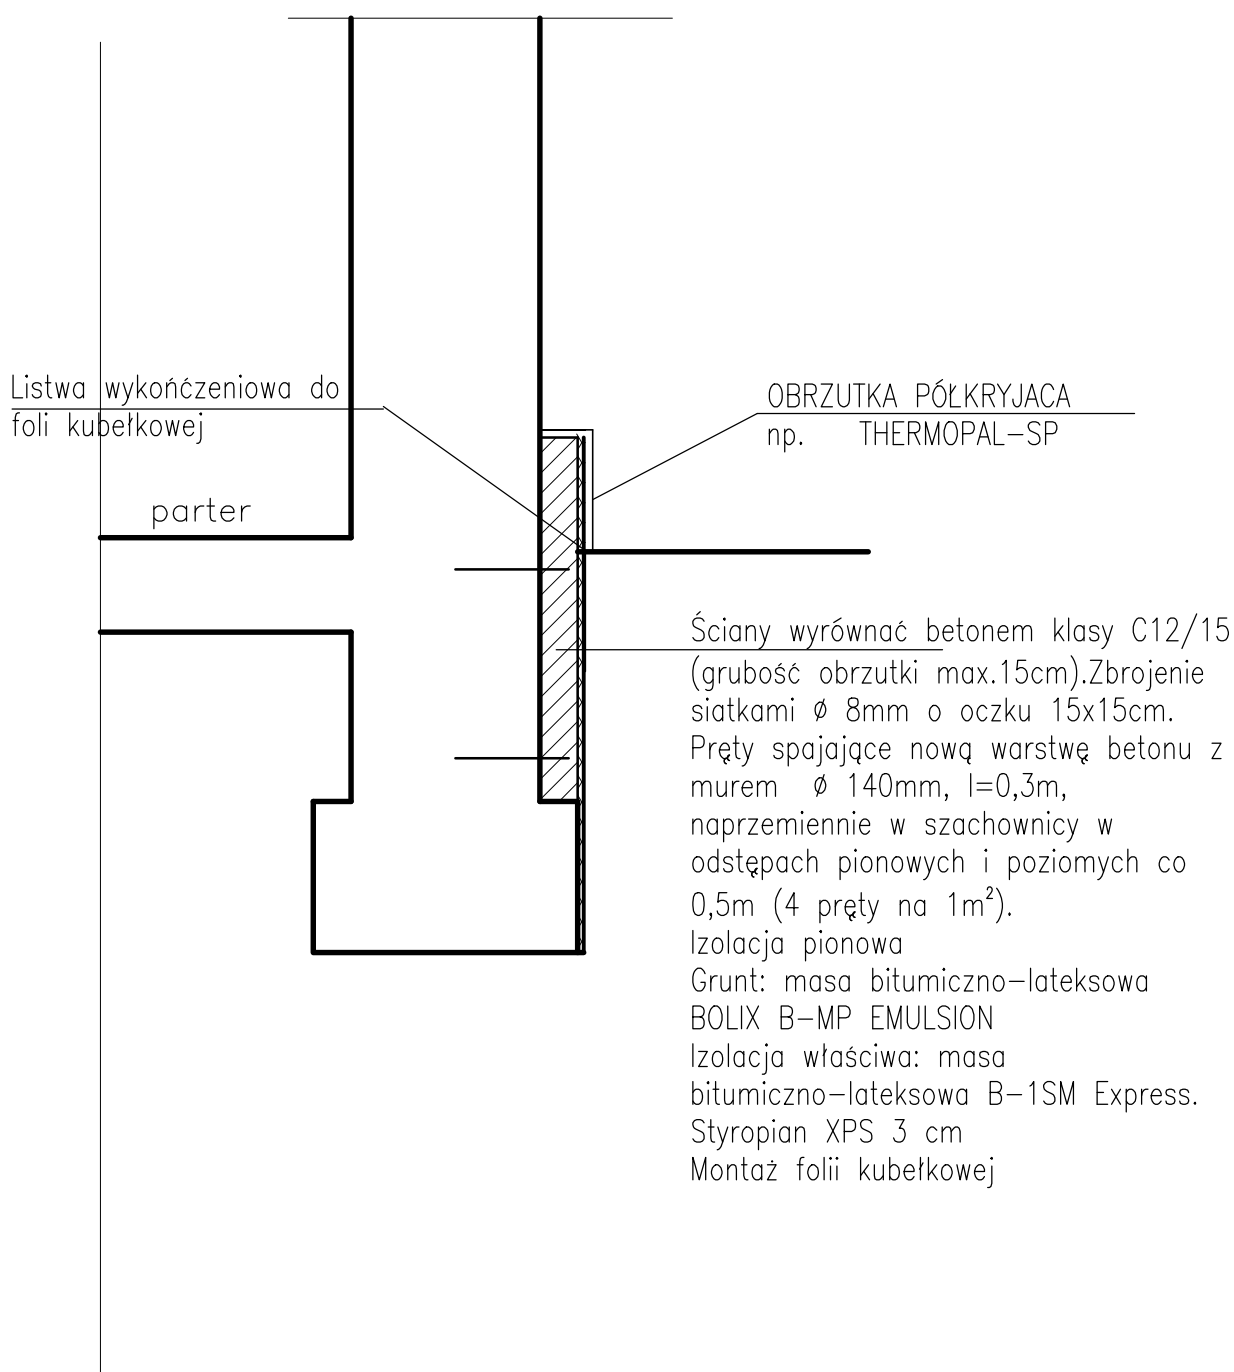 Listwa wykońćzeniowa do
foli kubełkowej
OBRZUTKA PÓŁKRYJACA
np. THERMOPAL-SP
parter
Ściany wyrównać betonem klasy C12/15
(grubość obrzutki max.15cm).Zbrojenie
siatkami ø 8mm o oczku 15x15cm.
Pręty spajające nową warstwę betonu z
murem ø 140mm, l=0,3m,
naprzemiennie w szachownicy w
odstępach pionowych i poziomych co
0,5m (4 pręty na 1m²).
Izolacja pionowa
Grunt: masa bitumiczno-lateksowa
BOLIX B-MP EMULSION
Izolacja właściwa: masa
bitumiczno-lateksowa B-1SM Express.
Styropian XPS 3 cm
Montaż folii kubełkowej